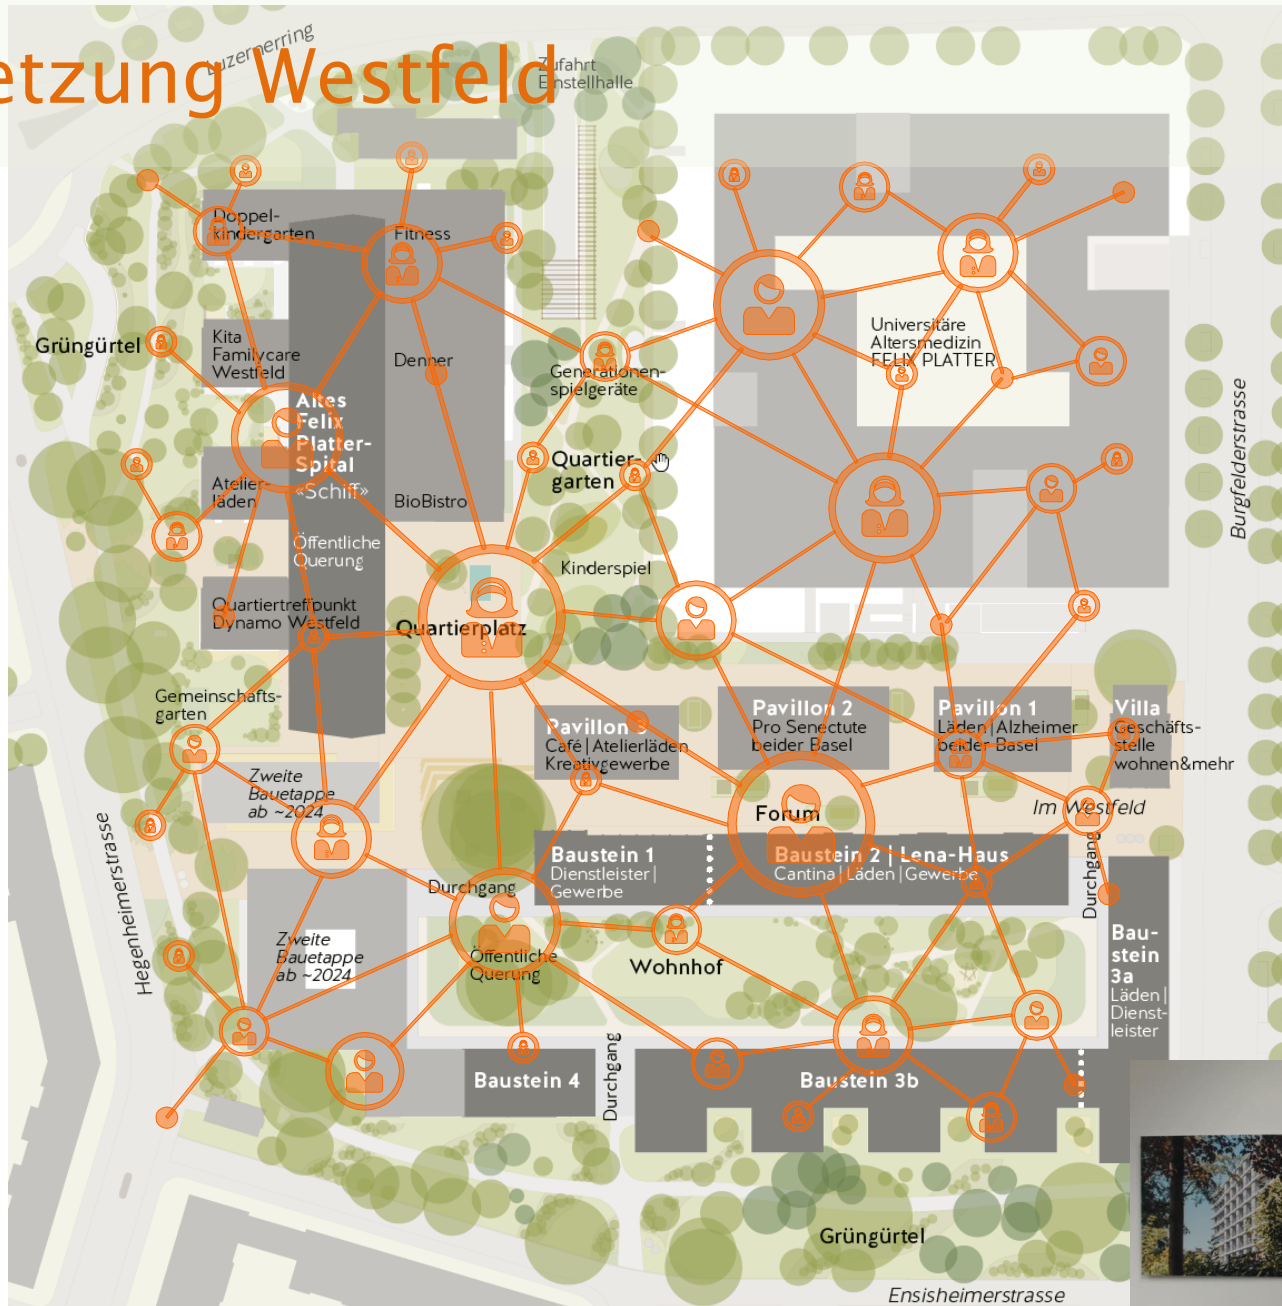 etzung Westfeld
Luzernerring
Zufahrt
Einstellhalle
Doppel-
kindergarten
Fitness
Grüngürtel
Kita
Familycare
Westfeld
Denner
Generationen-
spielgeräte
Universitäre
Altersmedizin
FELIX PLATTER
Burgfelderstrasse
Altes
Felix
Platter-
Spital
«Schiff»
Atelier-
läden
BioBistro
Quartier-
garten
Öffentliche
Querung
Kinderspiel
Quartiertreffpunkt
Dynamo Westfeld
Quartierplatz
Gemeinschafts-
garten
Pavillon 3
Café|Atelierläden
Kreativgewerbe
Pavillon 2
Pro Senectute
beider Basel
Pavillon 1
Läden|Alzheimer
beider Basel
Villa
Geschäfts-
stelle
wohnen&mehr
Zweite
Bauetappe
ab ~2024
Forum
Im Westfeld
Hegenheimerstrasse
Baustein 1
Dienstleister|
Gewerbe
Baustein 2 | Lena-Haus
Cantina|Läden|Gewerbe
Durchgang
Durchgang
Zweite
Bauetappe
ab ~2024
Öffentliche
Querung
Wohnhof
Bau-
stein
3a
Läden|
Dienst-
leister
Baustein 4
Durchgang
Baustein 3b
Grüngürtel
Ensisheimerstrasse